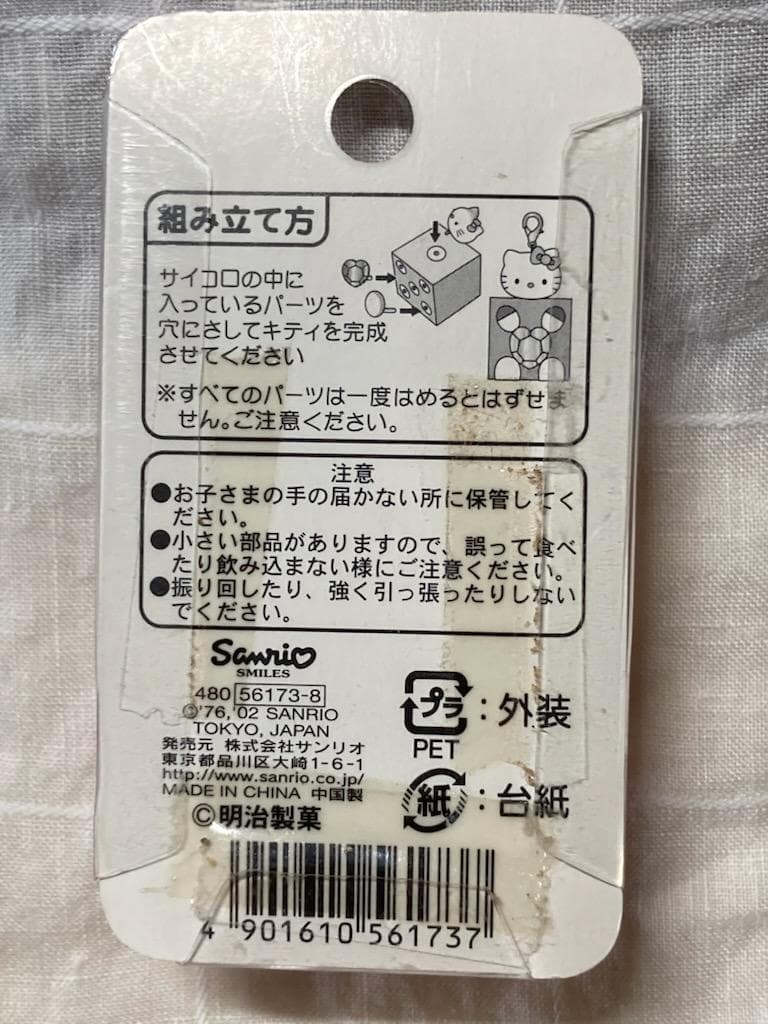 組み立て方
サイコロの中に
入っているパーツを
穴にさしてキティを完成
させてください
※すべてのパーツは一度はめるとはずせま
せん。ご注意ください。
注意
●お子さまの手の届かない所に保管してく
ださい。
●小さい部品がありますので、誤って食べ
たり飲み込まない様にご注意ください。
●振り回したり、強く引っ張ったりしない
でください。
Sanrio
SMILES
480 56173-8
©'76,'02 SANRIO
TOKYO, JAPAN
発売元 株式会社サンリオ
東京都品川区大崎1-6-1
http://www.sanrio.co.jp/
MADE IN CHINA 中国製
©明治製菓
プラ:外装
PET
紙:台紙
4 901610 561737